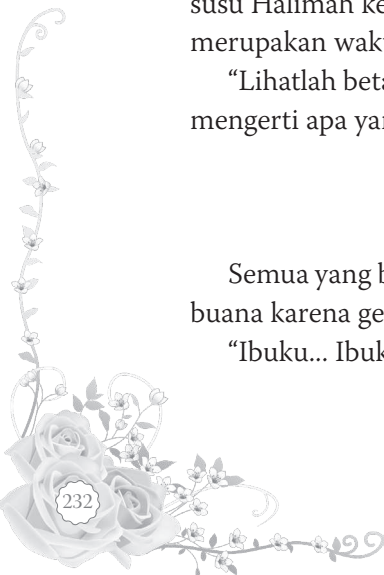 susu Halimah ke
merupakan wakt
“Lihatlah beta
mengerti apa yan
Semua yang b
buana karena ge
“Ibuku... Ibuk
232